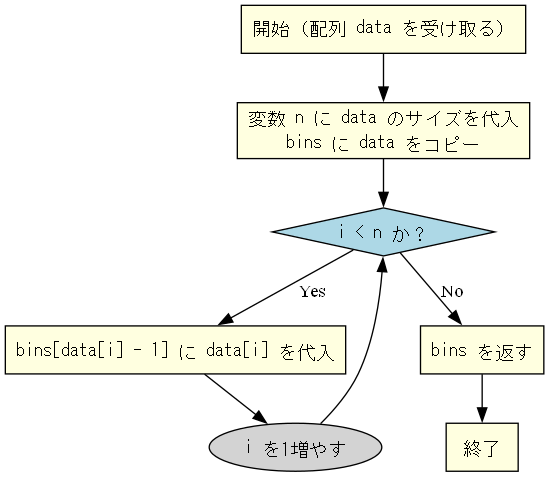 開始（配列 data を受け取る）
変数 n に data のサイズを代入
bins に data をコピー
i < n か？
Yes
No
bins[data[i] - 1] に data[i] を代入
bins を返す
i を1増やす
終了